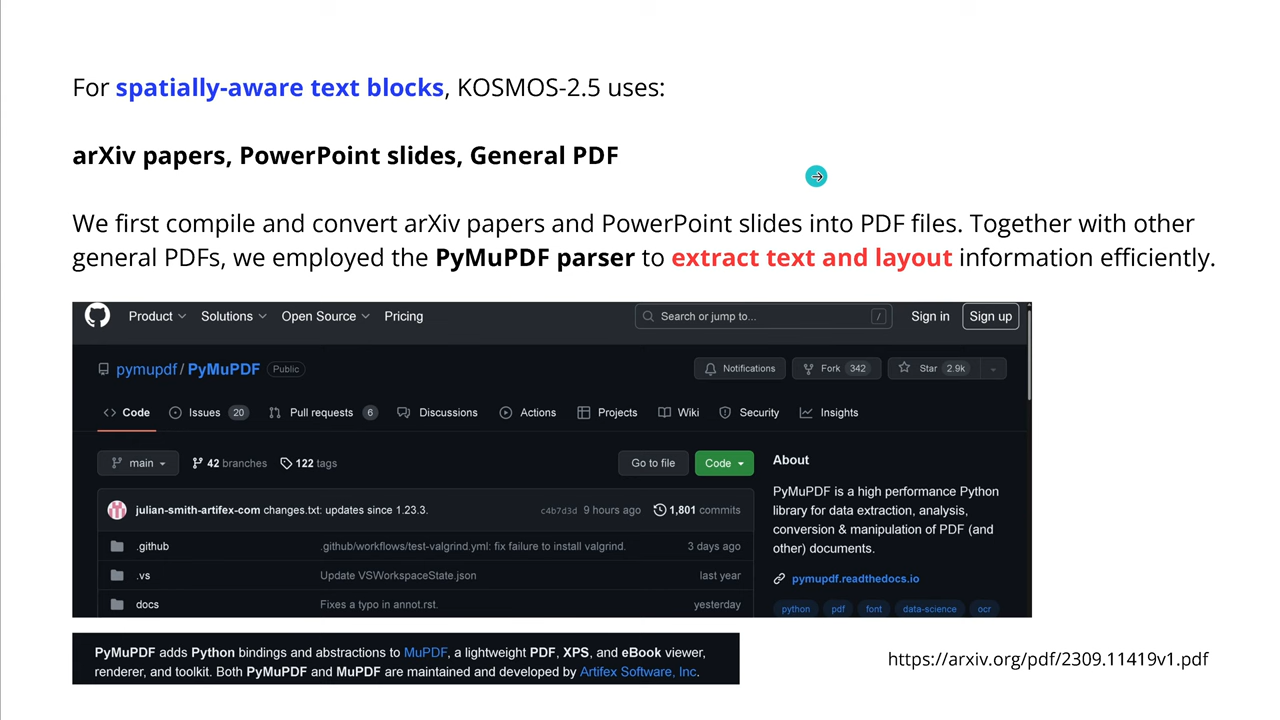 For spatially-aware text blocks, KOSMOS-2.5 uses:
arXiv papers, PowerPoint slides, General PDF
We first compile and convert arXiv papers and PowerPoint slides into PDF files. Together with other
general PDFs, we employed the PyMuPDF parser to extract text and layout information efficiently.
Product Solutions Open Source Pricing Search or jump to... / Sign in Sign up
pymupdf / PyMuPDF Public Notifications Fork 342 Star 2.9k
Code Issues 20 Pull requests 6 Discussions Actions Projects Wiki Security Insights
main 42 branches 122 tags Go to file Code
About
PyMuPDF is a high performance Python
library for data extraction, analysis,
conversion & manipulation of PDF (and
other) documents.
pymupdf.readthedocs.io
python pdf font data-science ocr
julian-smith-artifex-com changes.txt: updates since 1.23.3. c4b7d3d 9 hours ago 1,801 commits
.github .github/workflows/test-valgrind.yml: fix failure to install valgrind. 3 days ago
.vs Update VSWorkspaceState.json last year
docs Fixes a typo in annot.rst. yesterday
PyMuPDF adds Python bindings and abstractions to MuPDF, a lightweight PDF, XPS, and eBook viewer,
renderer, and toolkit. Both PyMuPDF and MuPDF are maintained and developed by Artifex Software, Inc.
https://arxiv.org/pdf/2309.11419v1.pdf